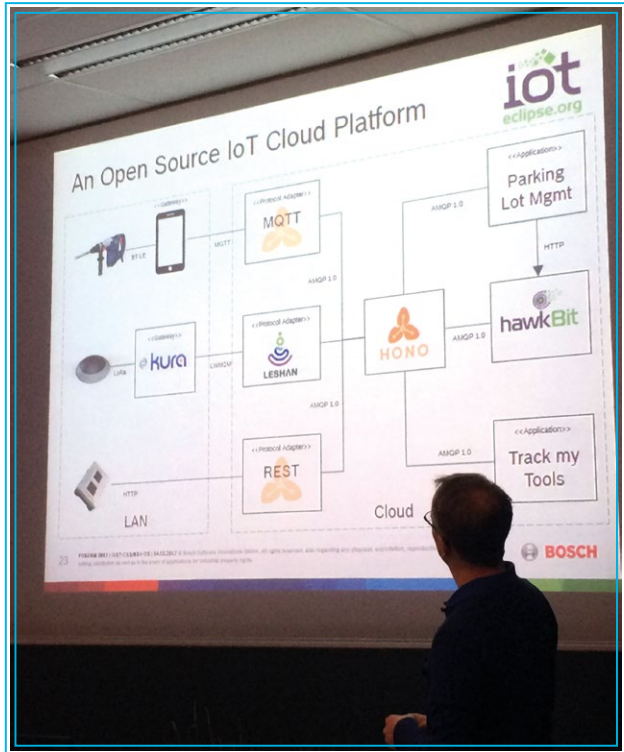 iot
eclipse.org
An Open Source IoT Cloud Platform
<<Gateway>>
BT LE
MQTT
<<Protocol Adapter>>
MQTT
AMQP 1.0
<<Gateway>>
kura
LoRa
LWM2M
<<Protocol Adapter>>
LESHAN
AMQP 1.0
HTTP
LAN
<<Protocol Adapter>>
REST
HONO
AMQP 1.0
<<Application>>
Parking
Lot Mgmt
HTTP
AMQP 1.0
hawkBit
AMQP 1.0
<<Application>>
Track my
Tools
Cloud
23
BOSCH